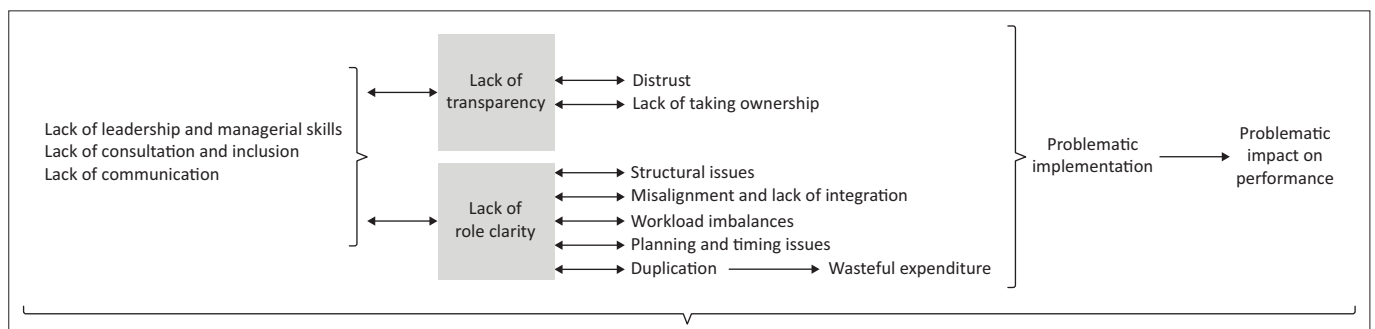 Lack of leadership and managerial skills
Lack of consultation and inclusion
Lack of communication
Lack of
transparency
Distrust
Lack of taking ownership
Lack of
role clarity
Structural issues
Misalignment and lack of integration
Workload imbalances
Planning and timing issues
Duplication
Wasteful expenditure
Problematic
implementation
Problematic
impact on
performance